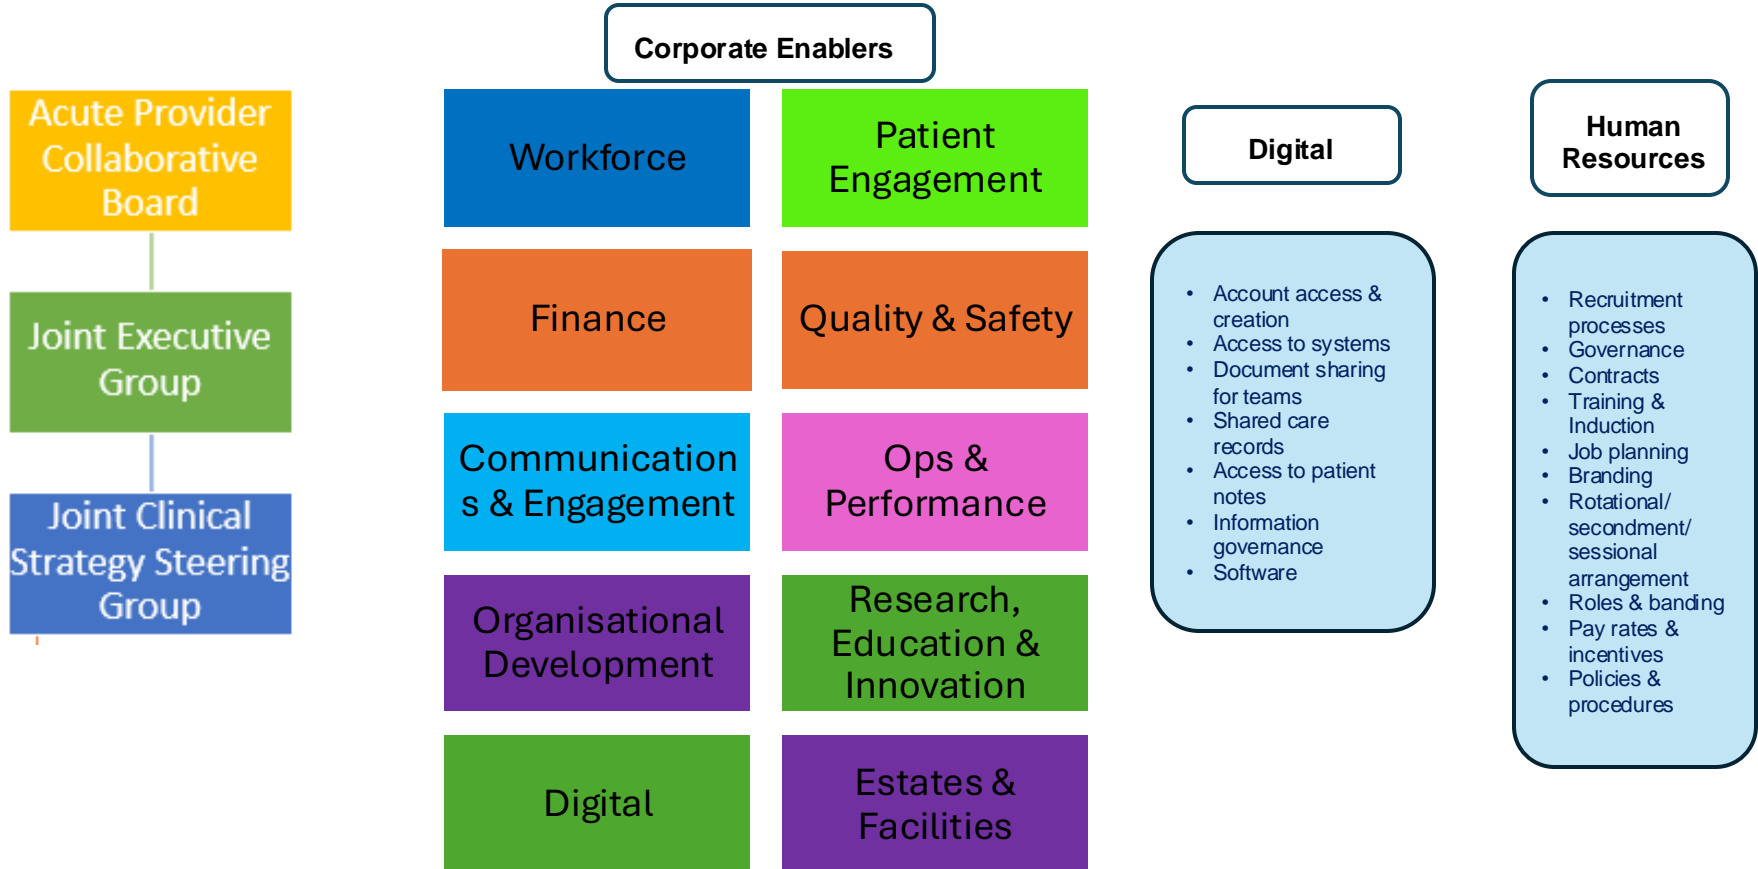 Corporate Enablers
Acute Provider
Collaborative
Board
Joint Executive
Group
Joint Clinical
Strategy Steering
Group
Workforce
Patient
Engagement
Finance
Quality & Safety
Communication
s & Engagement
Ops &
Performance
Organisational
Development
Research,
Education &
Innovation
Digital
Estates &
Facilities
Digital
• Account access &
creation
• Access to systems
• Document sharing
for teams
• Shared care
records
• Access to patient
notes
• Information
governance
• Software
Human
Resources
• Recruitment
processes
• Governance
• Contracts
• Training &
Induction
• Job planning
• Branding
• Rotational/
secondment/
sessional
arrangement
• Roles & banding
• Pay rates &
incentives
• Policies &
procedures